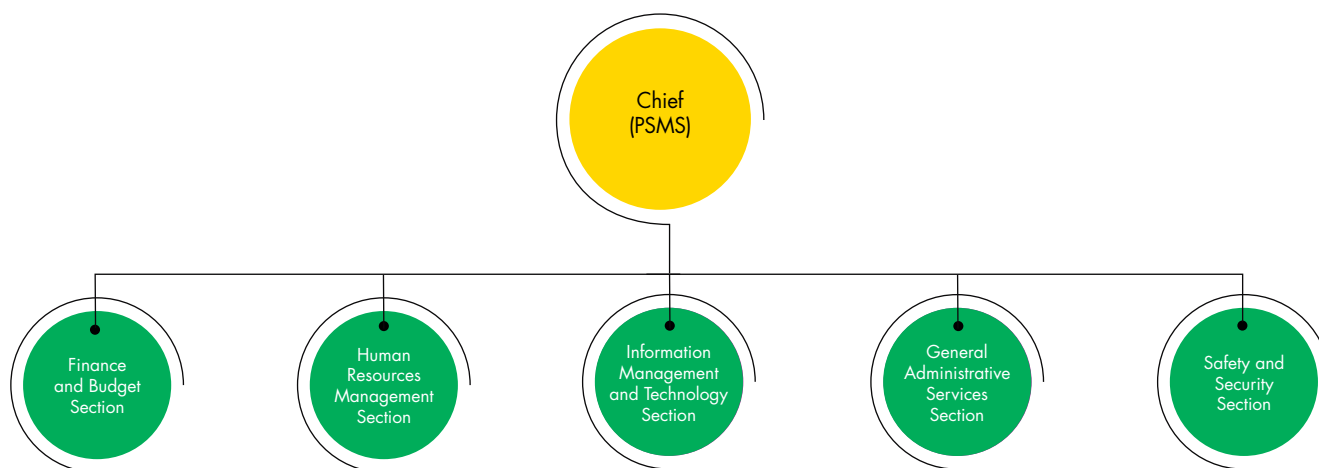 Chief
(PSMS)
Finance
and Budget
Section
Human
Resources
Management
Section
Information
Management
and Technology
Section
General
Administrative
Services
Section
Safety and
Security
Section